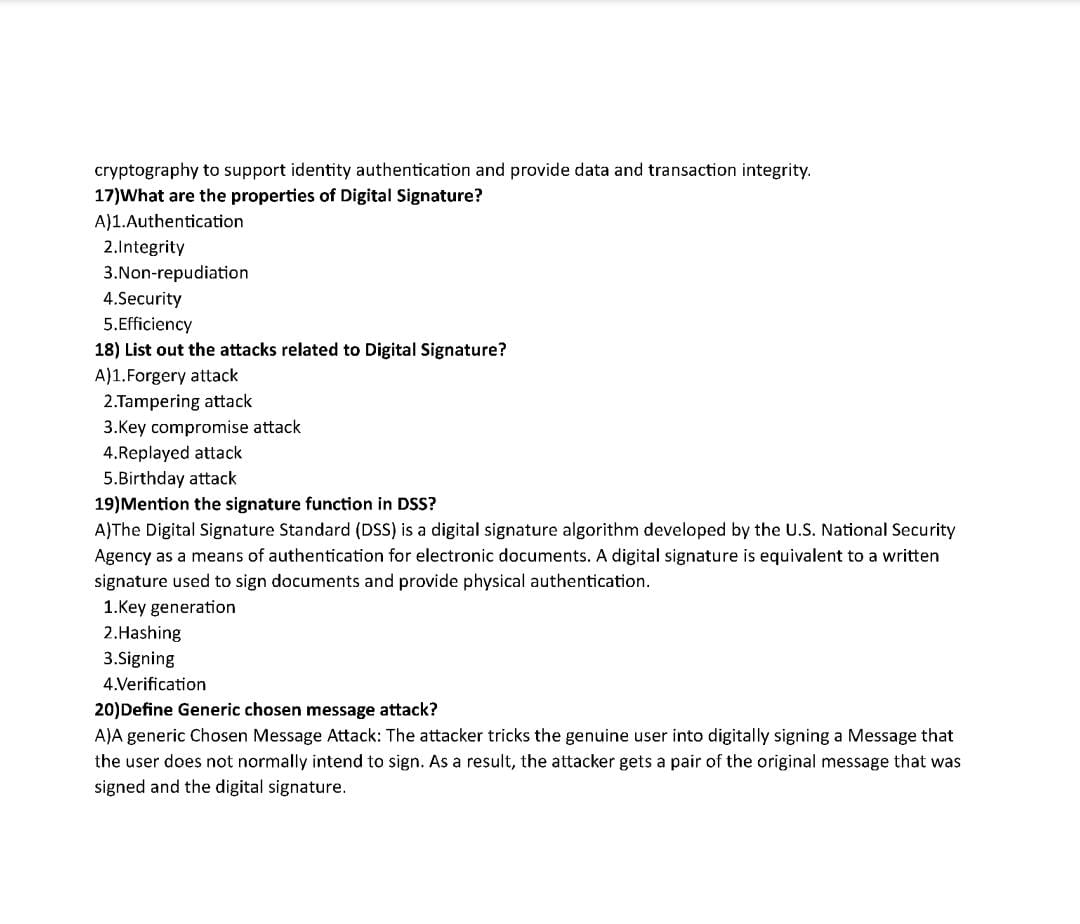 cryptography to support identity authentication and provide data and transaction integrity.
17)What are the properties of Digital Signature?
A)1.Authentication
2.Integrity
3.Non-repudiation
4.Security
5.Efficiency
18) List out the attacks related to Digital Signature?
A)1.Forgery attack
2.Tampering attack
3.Key compromise attack
4.Replayed attack
5.Birthday attack
19)Mention the signature function in DSS?
A)The Digital Signature Standard (DSS) is a digital signature algorithm developed by the U.S. National Security
Agency as a means of authentication for electronic documents. A digital signature is equivalent to a written
signature used to sign documents and provide physical authentication.
1.Key generation
2.Hashing
3.Signing
4.Verification
20)Define Generic chosen message attack?
A)A generic Chosen Message Attack: The attacker tricks the genuine user into digitally signing a Message that
the user does not normally intend to sign. As a result, the attacker gets a pair of the original message that was
signed and the digital signature.